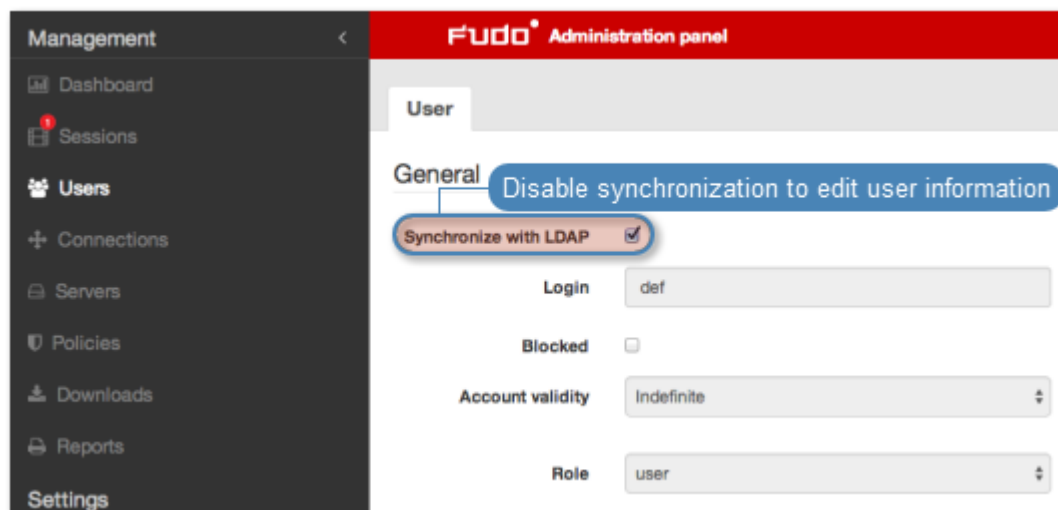 Management
Dashboard
1
Sessions
Users
Connections
Servers
Policies
Downloads
Reports
Settings
FUDO Administration panel
User
General
Disable synchronization to edit user information
Synchronize with LDAP
Login def
Blocked
Account validity Indefinite
Role user